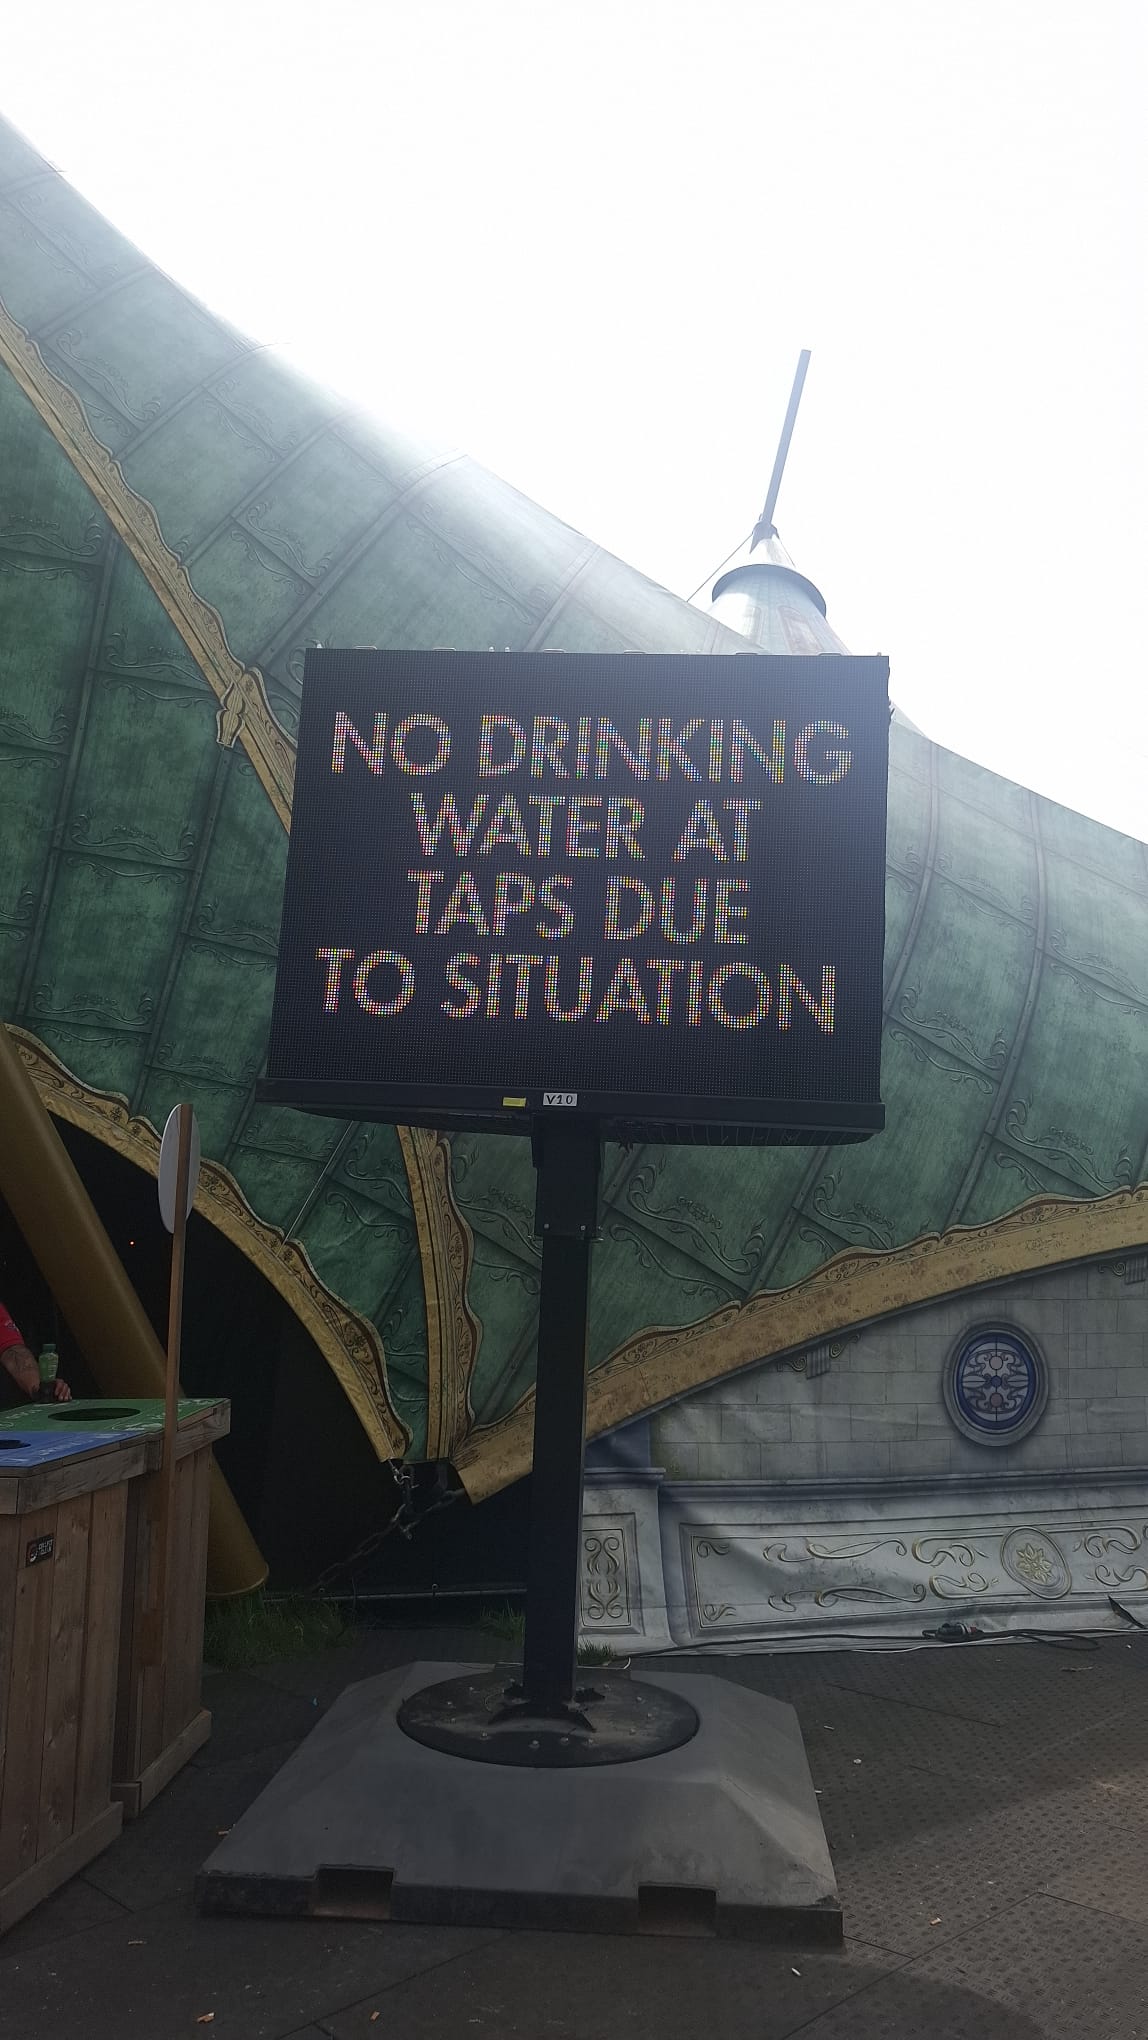 NO DRINKING
WATER AT
TAPS DUE
TO SITUATION
V10